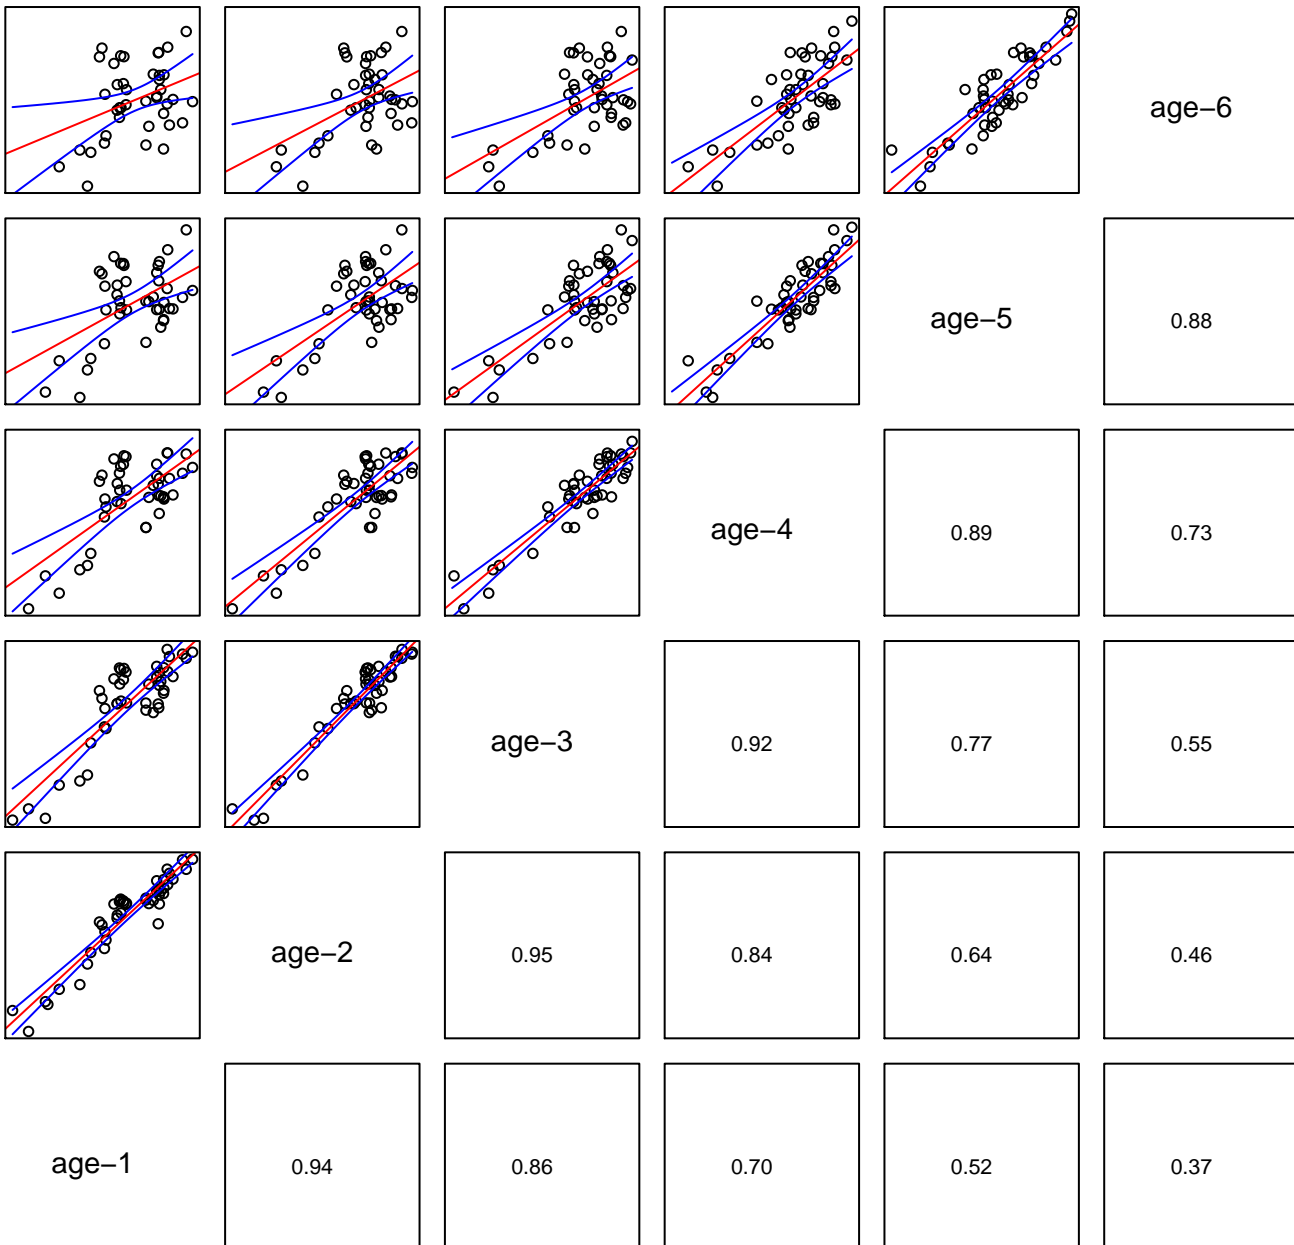 age−6
age−5 0.88
age−4 0.89 0.73
age−3 0.92 0.77 0.55
age−2 0.95 0.84 0.64 0.46
age−1 0.94 0.86 0.70 0.52 0.37